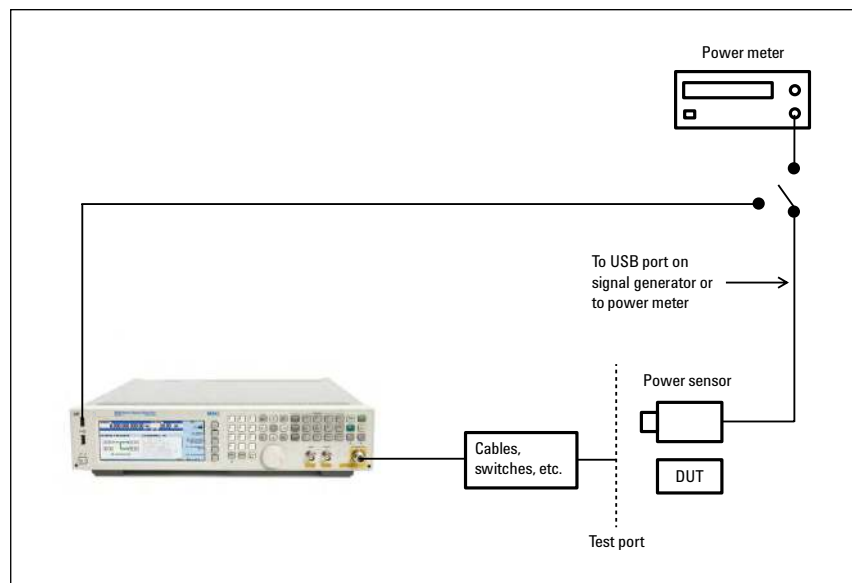 Power meter
To USB port on
signal generator or
to power meter
Power sensor
Cables,
switches, etc.
DUT
Test port